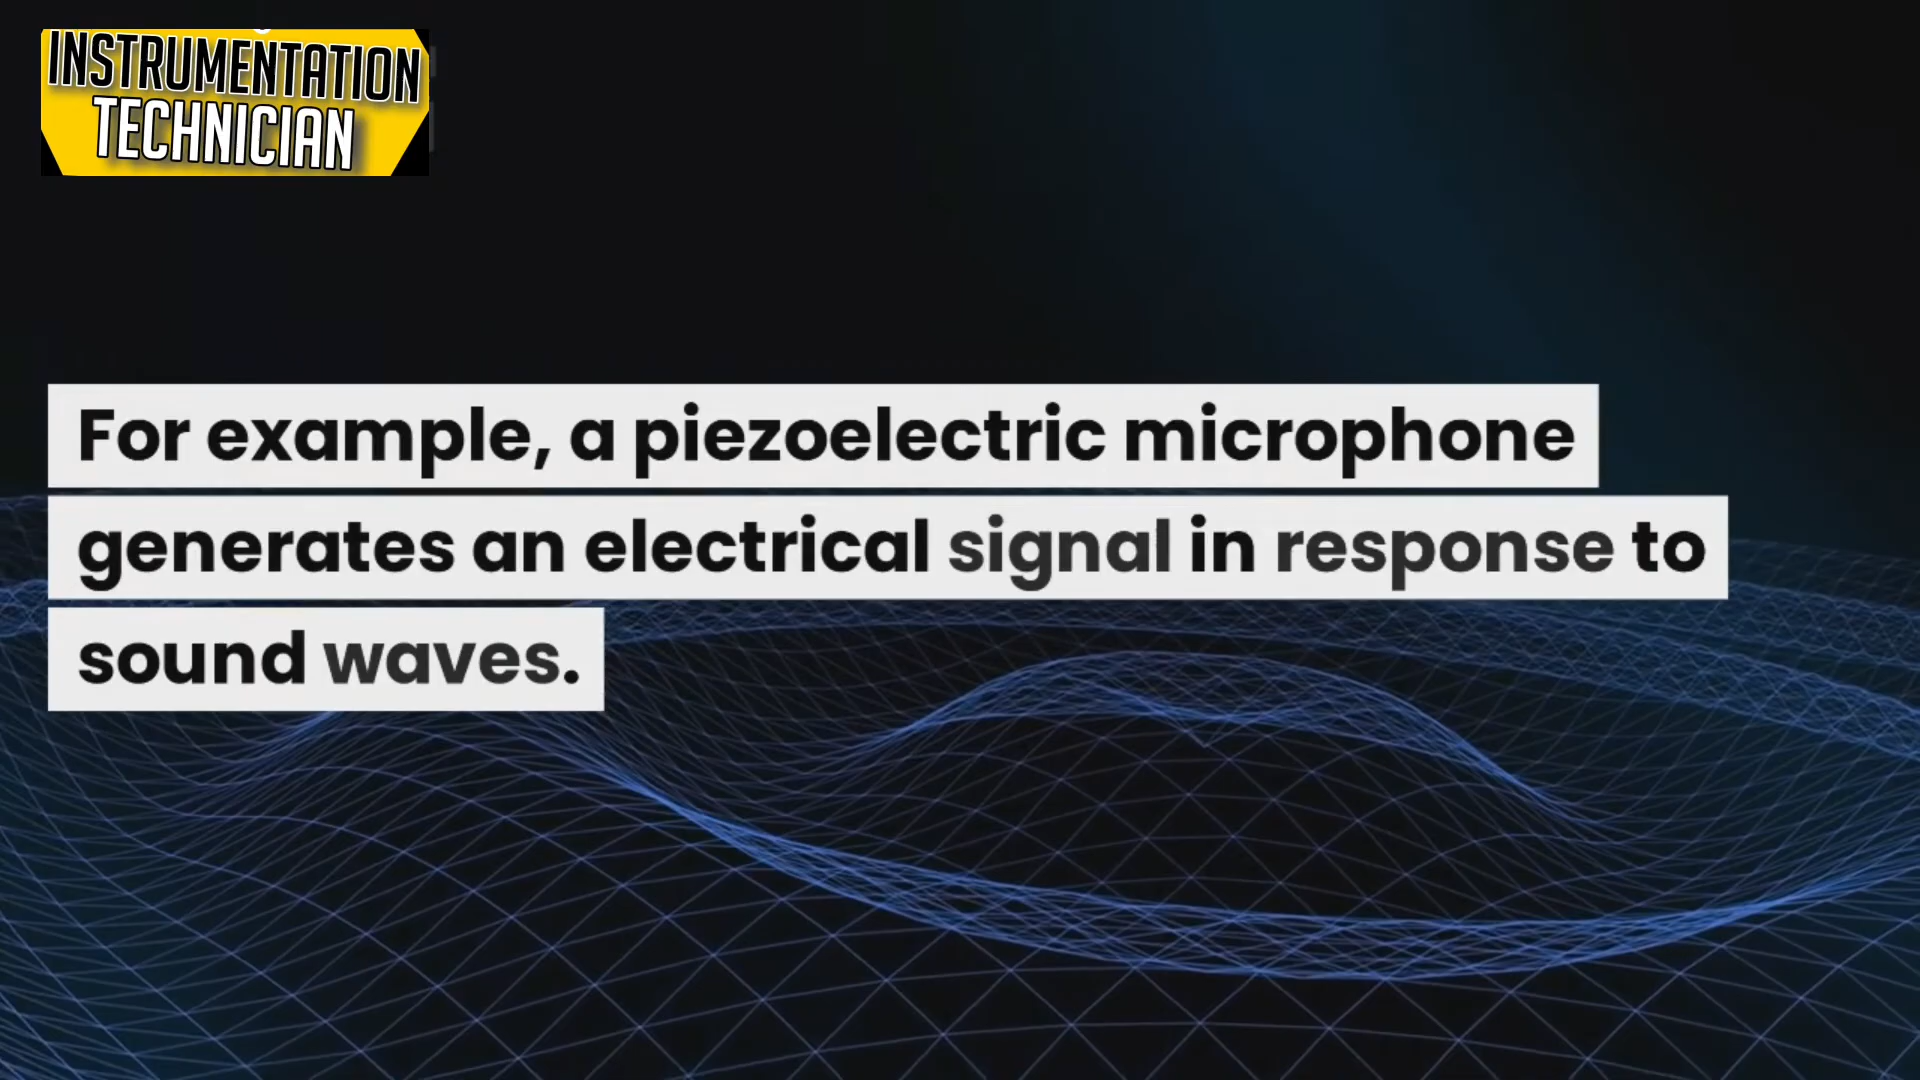 INSTRUMENTATION
TECHNICIAN
For example, a piezoelectric microphone
generates an electrical signal in response to
sound waves.